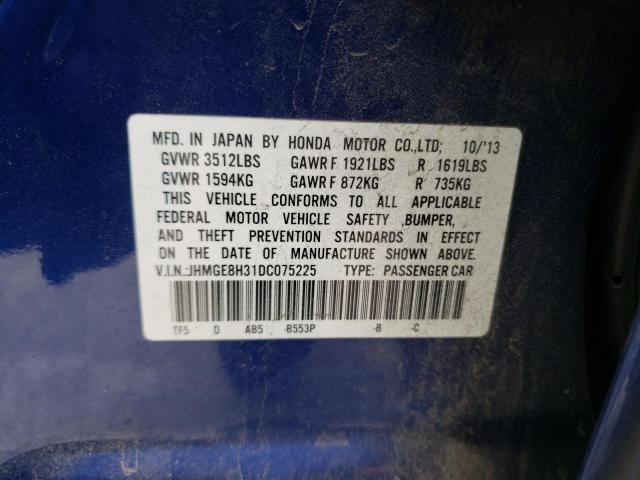 MFD. IN JAPAN BY HONDA MOTOR CO.,LTD; 10/'13
GVWR 3512LBS GAWR F 1921LBS R 1619LBS
GVWR 1594KG GAWR F 872KG R 735KG
THIS VEHICLE CONFORMS TO ALL APPLICABLE
FEDERAL MOTOR VEHICLE SAFETY ,BUMPER,
AND THEFT PREVENTION STANDARDS IN EFFECT
ON THE DATE OF MANUFACTURE SHOWN ABOVE.
V.I.N.:JHMGE8H31DC075225 TYPE: PASSENGER CAR
TF5 D AB5 -B553P -B -C